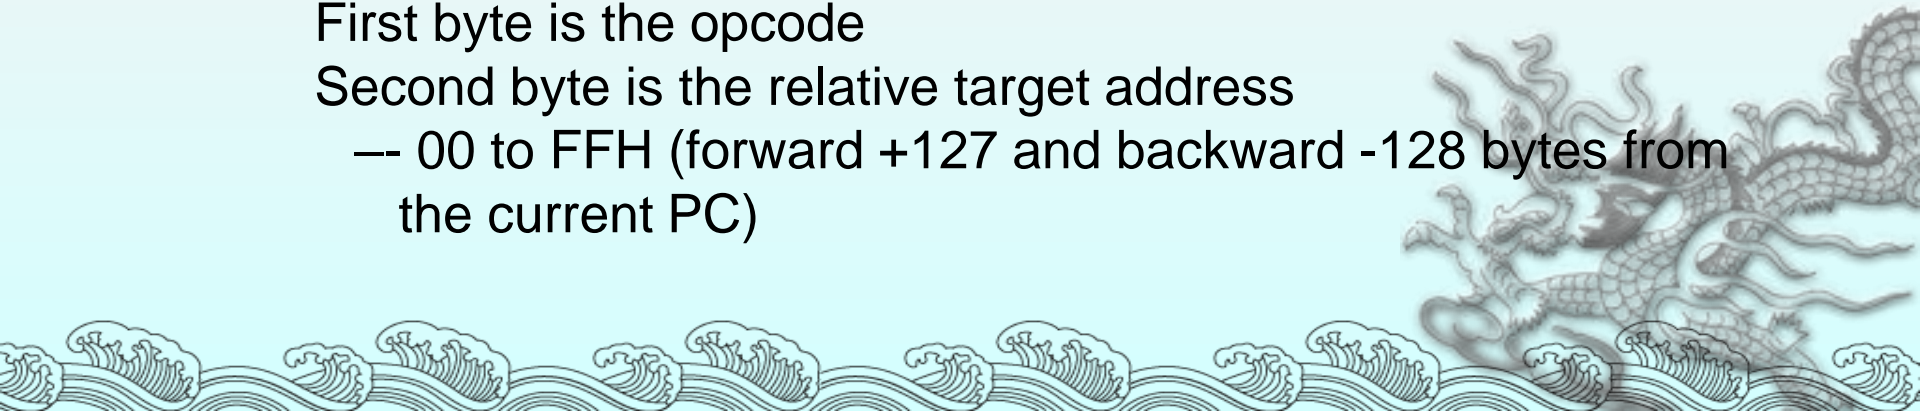 First byte is the opcode
Second byte is the relative target address
–- 00 to FFH (forward +127 and backward -128 bytes from
the current PC)